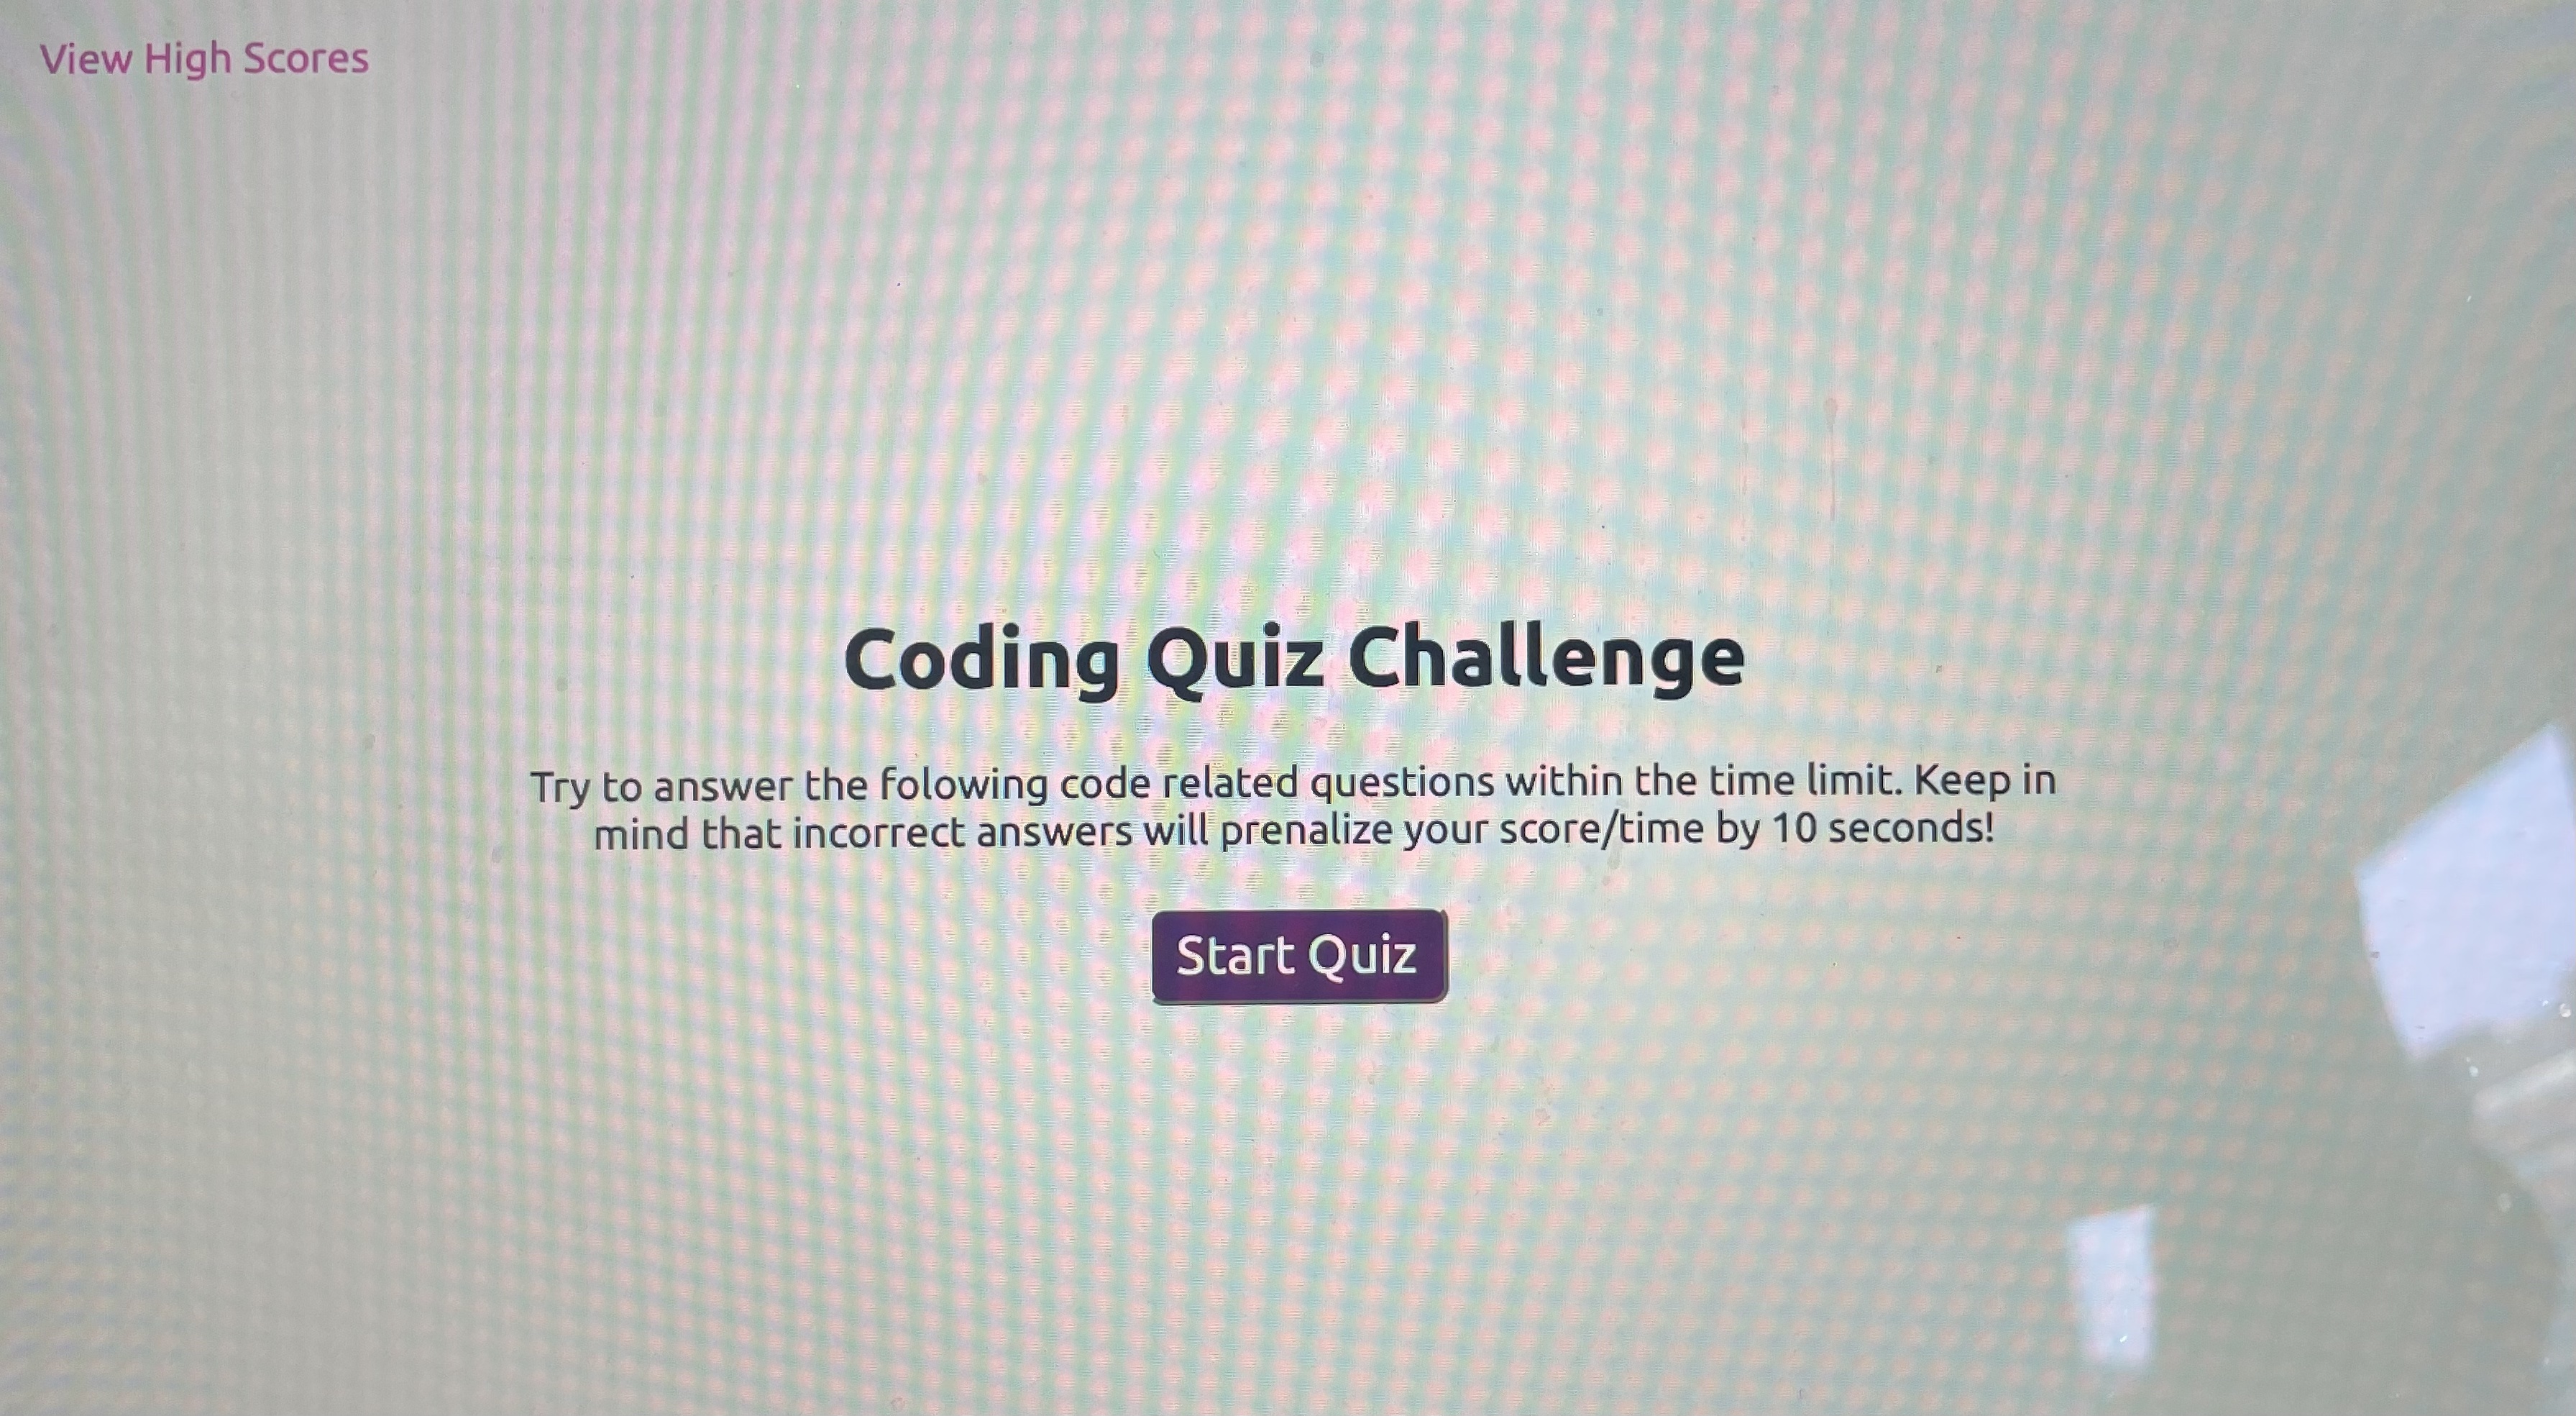 View High Scores
Coding Quiz Challenge
Try to answer the folowing code related questions within the time limit. Keep in
mind that incorrect answers will prenalize your score/time by 10 seconds!
Start Quiz